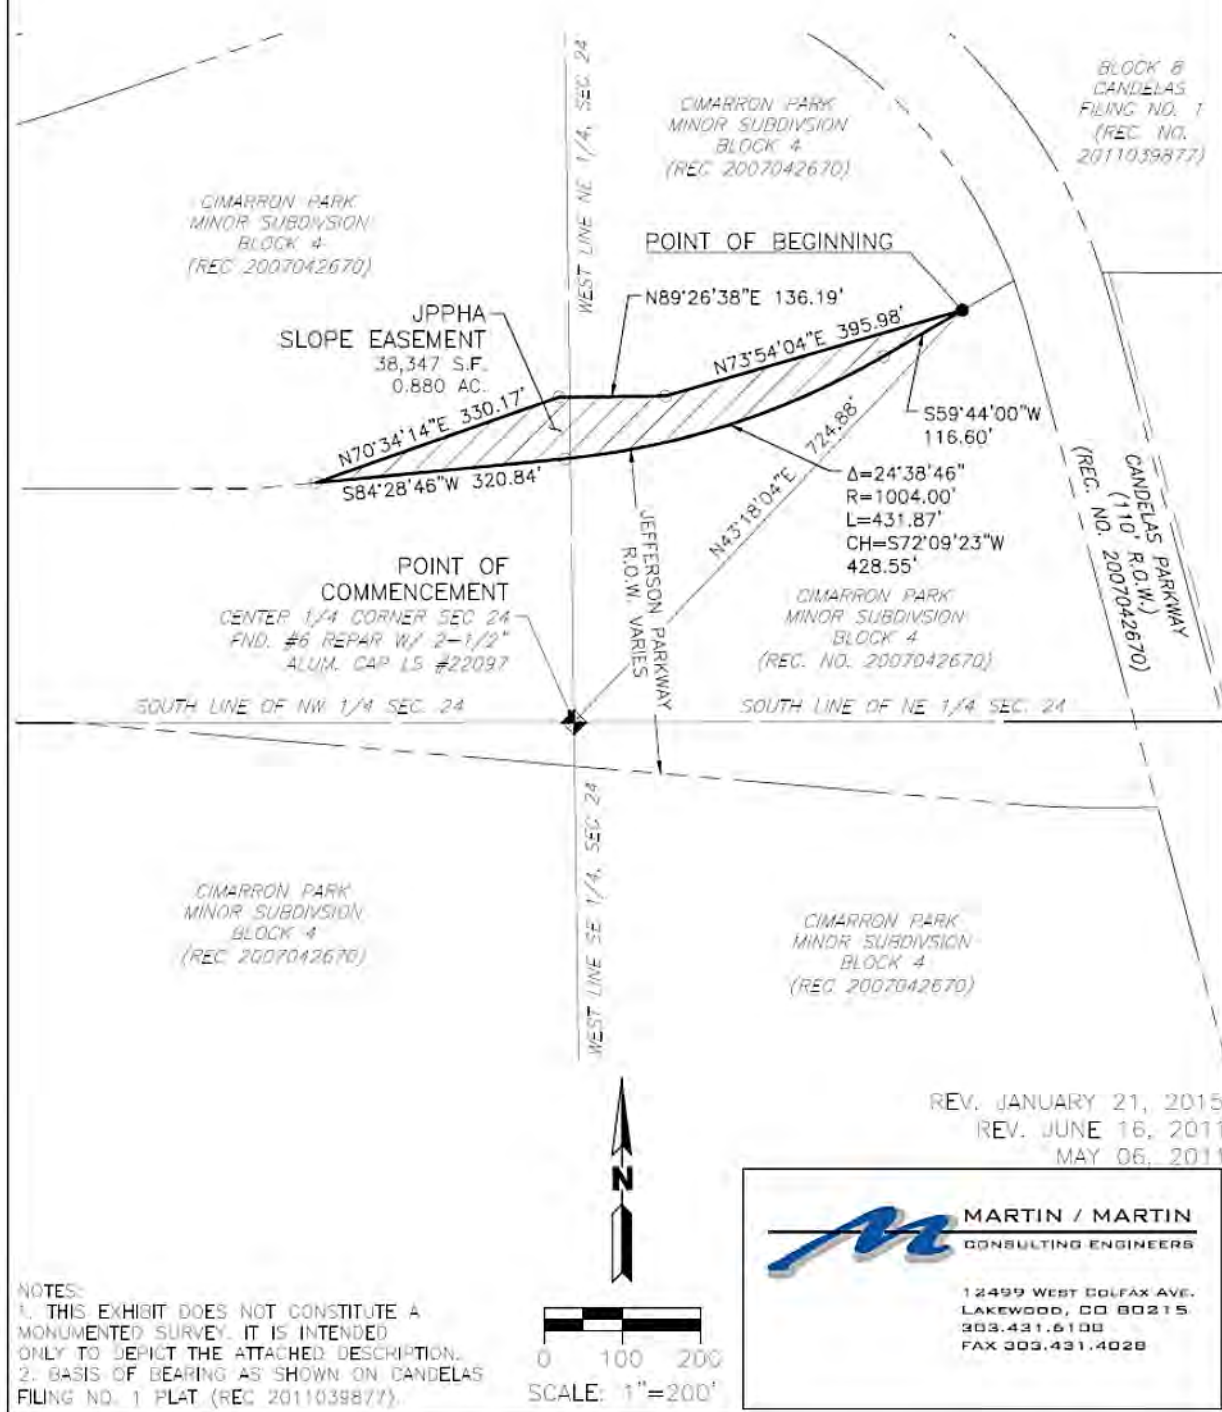 BLOCK 8
CANDELAS
FILING NO. 1
(REC. NO.
2011039877)
CIMARRON PARK
MINOR SUBDIVSION
BLOCK 4
(REC 2007042670)
WEST LINE NE 1/4, SEC. 24
CIMARRON PARK
MINOR SUBDIVSION
BLOCK 4
(REC 2007042670)
POINT OF BEGINNING
N89°26'38"E 136.19'
JPPHA
SLOPE EASEMENT
38,347 S.F.
0.880 AC.
N73°54'04"E 395.98'
N70°34'14"E 330.17'
S84°28'46"W 320.84'
S59°44'00"W
116.60'
N43°18'04"E 724.88'
Δ=24°38'46"
R=1004.00'
L=431.87'
CH=S72°09'23"W
428.55'
JEFFERSON PARKWAY
R.O.W. VARIES
CANDELAS PARKWAY
(110' R.O.W.)
(REC. NO. 2007042670)
POINT OF
COMMENCEMENT
CENTER 1/4 CORNER SEC 24
FND. #6 REPAR W/ 2-1/2"
ALUM. CAP LS #22097
CIMARRON PARK
MINOR SUBDIVSION
BLOCK 4
(REC. NO. 2007042670)
SOUTH LINE OF NW 1/4 SEC. 24
SOUTH LINE OF NE 1/4 SEC. 24
WEST LINE SE 1/4, SEC 24
CIMARRON PARK
MINOR SUBDIVSION
BLOCK 4
(REC 2007042670)
CIMARRON PARK
MINOR SUBDIVSION
BLOCK 4
(REC. 2007042670)
REV. JANUARY 21, 2015
REV. JUNE 16, 2011
MAY 06, 2011
N
MARTIN / MARTIN
CONSULTING ENGINEERS
12499 WEST COLFAX AVE.
LAKEWOOD, CO 80215
303.431.6100
FAX 303.431.4028
NOTES:
1. THIS EXHIBIT DOES NOT CONSTITUTE A
MONUMENTED SURVEY. IT IS INTENDED
ONLY TO DEPICT THE ATTACHED DESCRIPTION.
2. BASIS OF BEARING AS SHOWN ON CANDELAS
FILING NO. 1 PLAT (REC 2011039877).
0 100 200
SCALE: 1"=200'